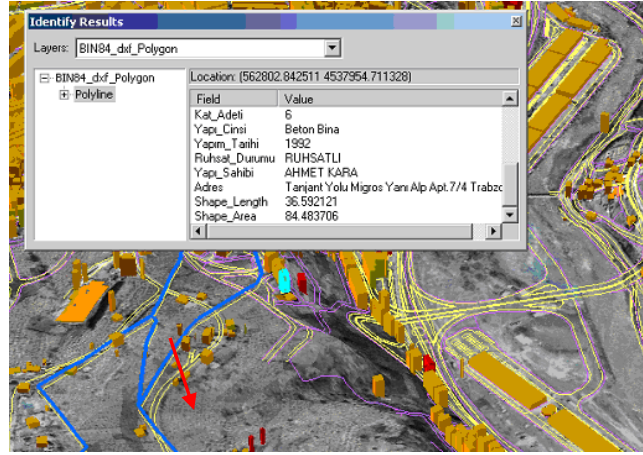 Identify Results
Layers: BIN84_dxf_Polygon
BIN84_dxf_Polygon
Polyline
Location: (562802.842511 4537954.711328)
Field Value
Kat_Adeti 6
Yapı_Cinsi Beton Bina
Yapım_Tarihi 1992
Ruhsat_Durumu RUHSATLI
Yapı_Sahibi AHMET KARA
Adres Tanjant Yolu Migros Yanı Alp Apt.7/4 Trabzo
Shape_Length 36.592121
Shape_Area 84.483706